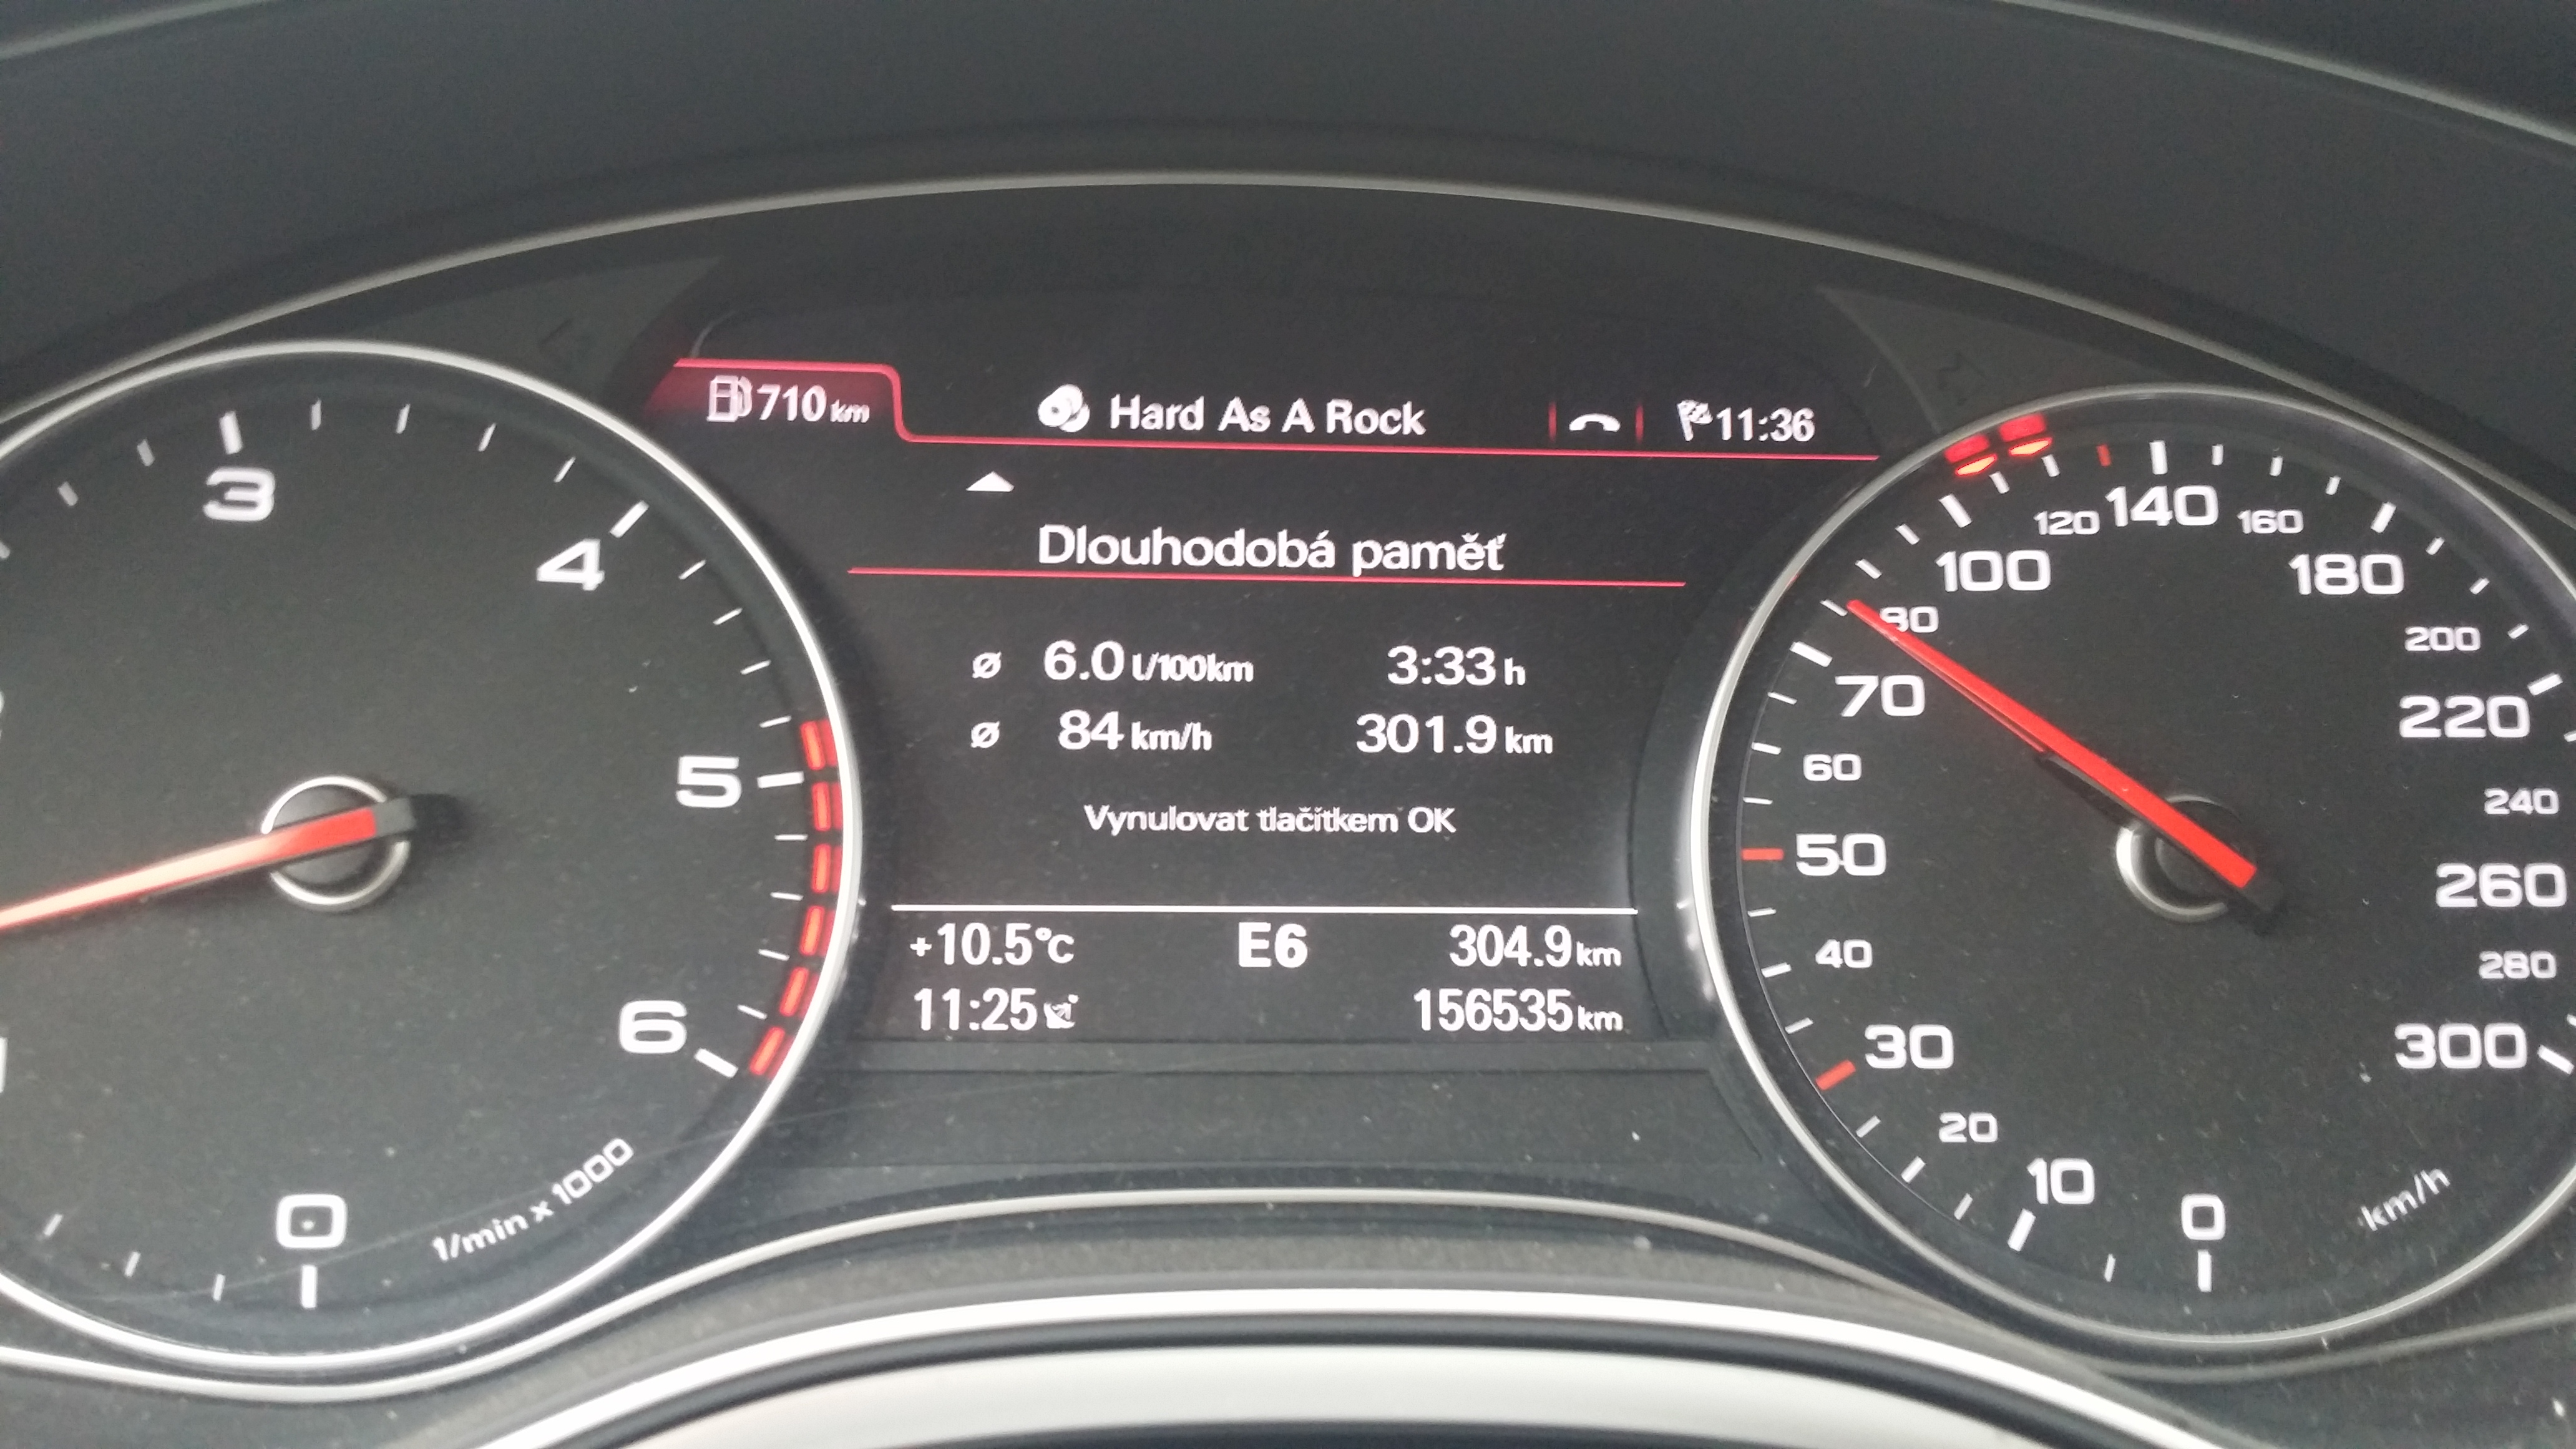 710 km Hard As A Rock 11:36
Dlouhodobá paměť
ø 6.0 l/100km 3:33 h
ø 84 km/h 301.9 km
Vynulovat tlačítkem OK
+10.5°C E6 304.9 km
11:25 156535 km
3
4
5
6
0
1/min x 1000
0
10
20
30
40
50
60
70
80
100
120
140
160
180
200
220
240
260
280
300
km/h